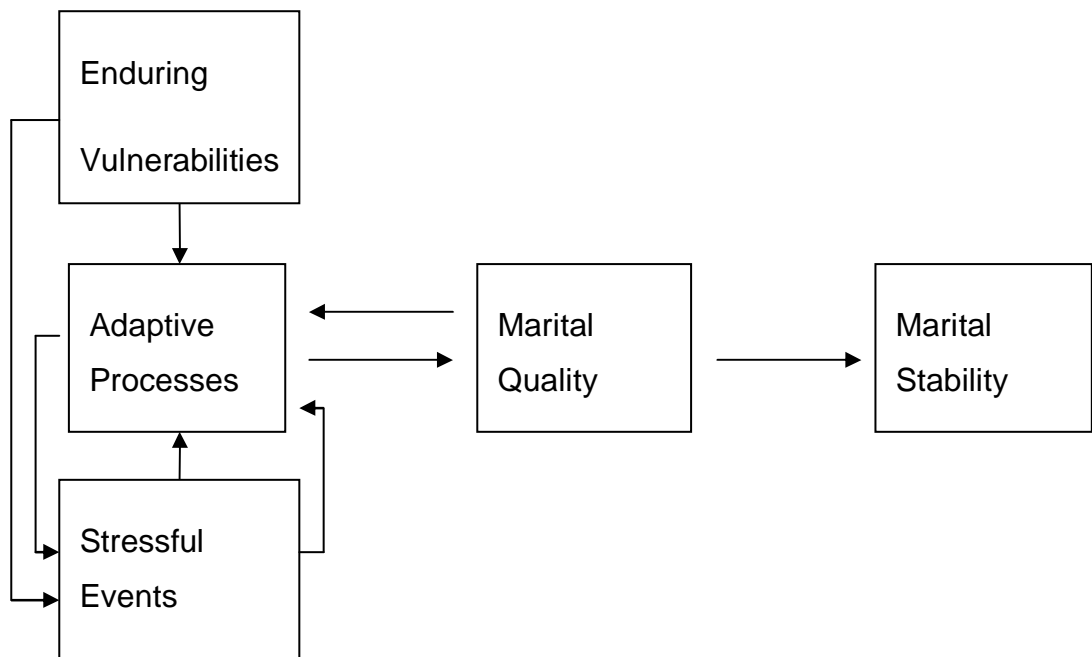 Enduring
Vulnerabilities
Adaptive
Processes
Marital
Quality
Marital
Stability
Stressful
Events